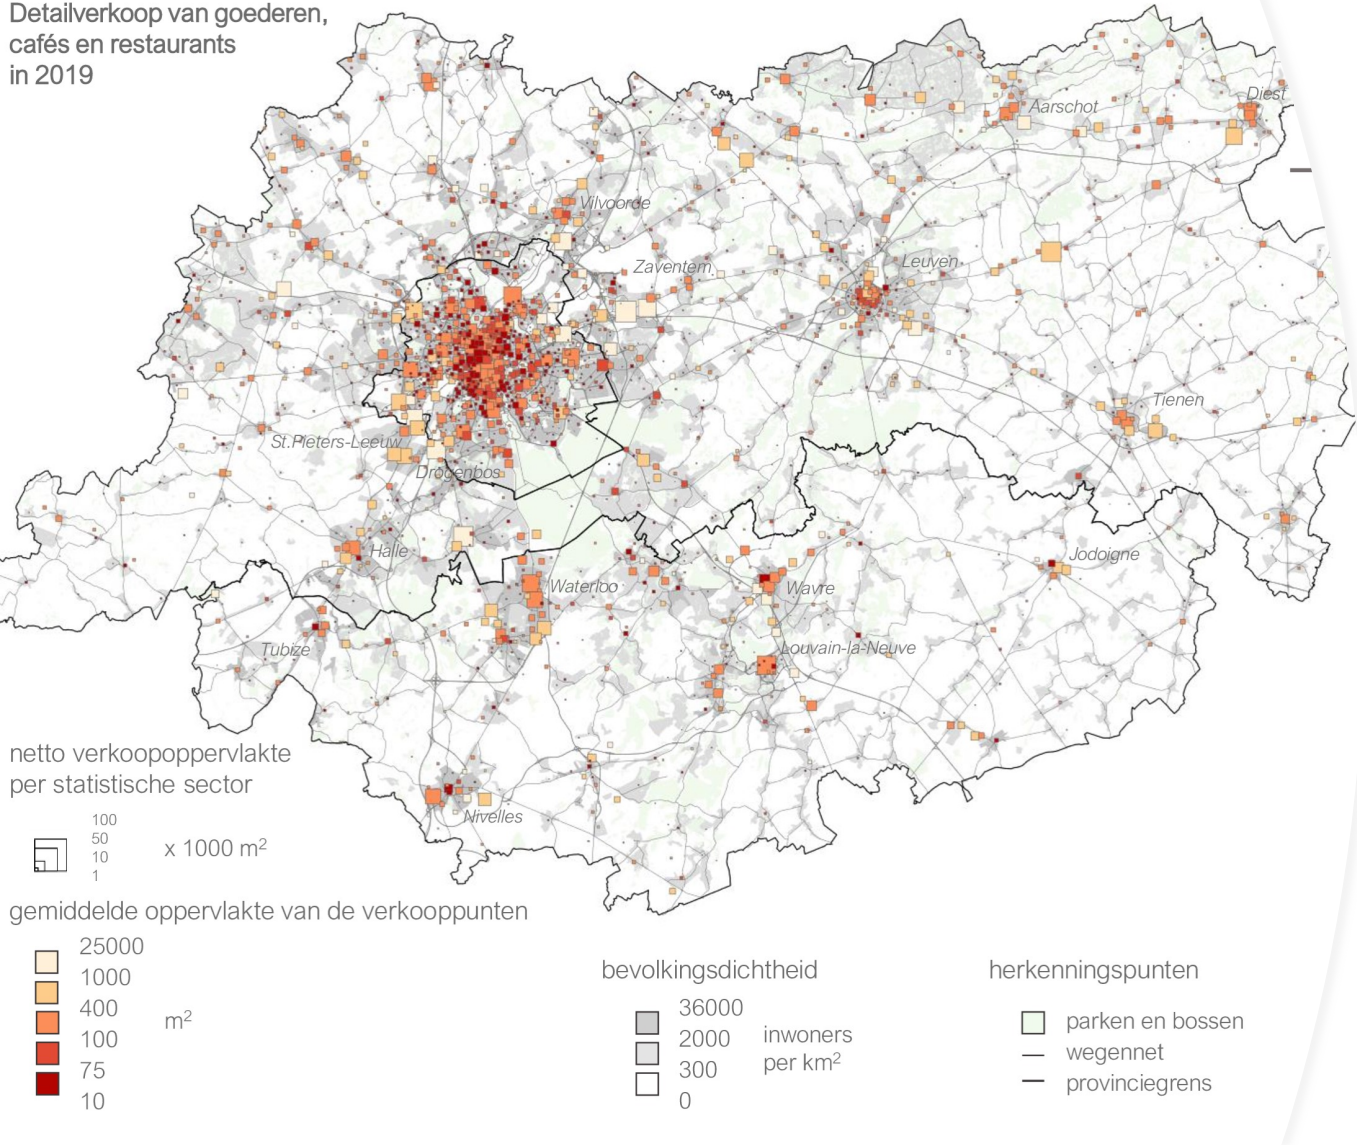 Detailverkoop van goederen,
cafés en restaurants
in 2019
Diest
Aarschot
Vilvoorde
Leuven
Zaventem
Tienen
St.Pieters-Leeuw
Drogenbos
Halle
Jodoigne
Waterloo
Wavre
Tubize
Louvain-la-Neuve
Nivelles
netto verkoopoppervlakte
per statistische sector
100
50
10
1
x 1000 m²
gemiddelde oppervlakte van de verkooppunten
25000
1000
400
100
75
10
m²
bevolkingsdichtheid
36000
2000
300
0
inwoners
per km²
herkenningspunten
parken en bossen
wegennet
provinciegrens